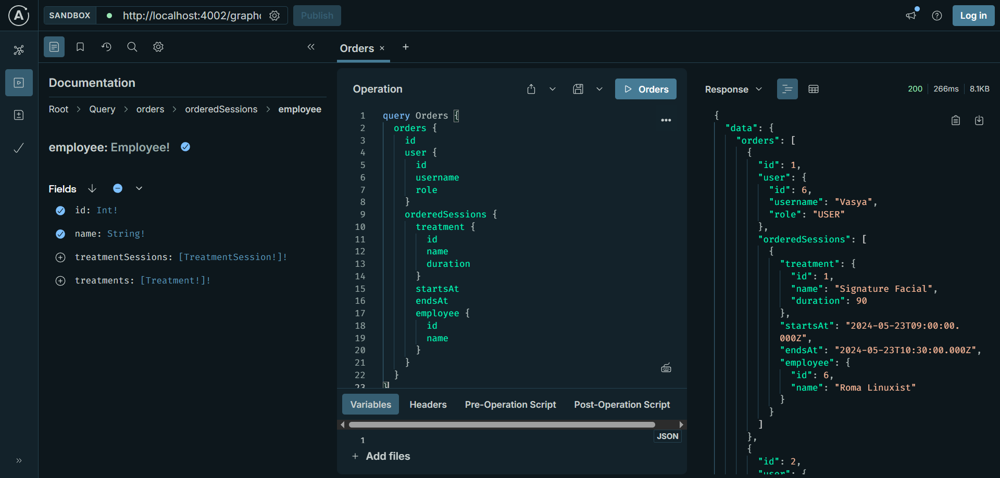 SANDBOX http://localhost:4002/graphq Publish Log in
Orders × +
Documentation
Root > Query > orders > orderedSessions > employee
employee: Employee!
Fields
id: Int!
name: String!
treatmentSessions: [TreatmentSession!]!
treatments: [Treatment!]!
Operation
Orders
1 query Orders {
2 orders {
3 id
4 user {
5 id
6 username
7 role
8 }
9 orderedSessions {
10 treatment {
11 id
12 name
13 duration
14 }
15 startsAt
16 endsAt
17 employee {
18 id
19 name
20 }
21 }
22 }
23 }
Variables Headers Pre-Operation Script Post-Operation Script
JSON
1
+ Add files
Response 200 266ms 8.1KB
{
"data": {
"orders": [
{
"id": 1,
"user": {
"id": 6,
"username": "Vasya",
"role": "USER"
},
"orderedSessions": [
{
"treatment": {
"id": 1,
"name": "Signature Facial",
"duration": 90
},
"startsAt": "2024-05-23T09:00:00.
000Z",
"endsAt": "2024-05-23T10:30:00.000Z",
"employee": {
"id": 6,
"name": "Roma Linuxist"
}
}
]
},
{
"id": 2,
"user": {